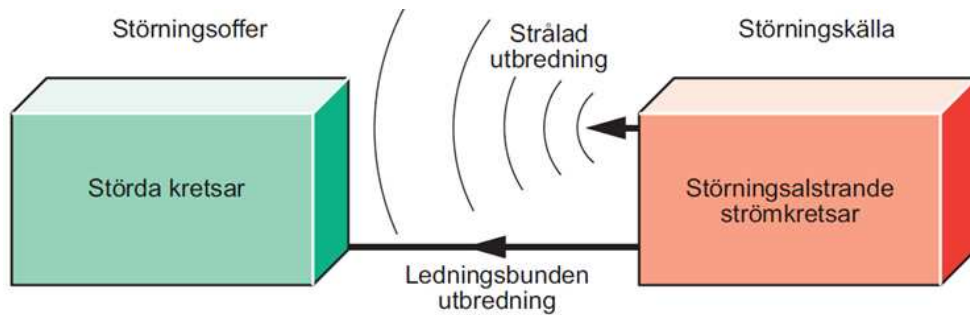 Störningsoffer
Strålad
utbredning
Störningskälla
Störda kretsar
Störningsalstrande
strömkretsar
Ledningsbunden
utbredning